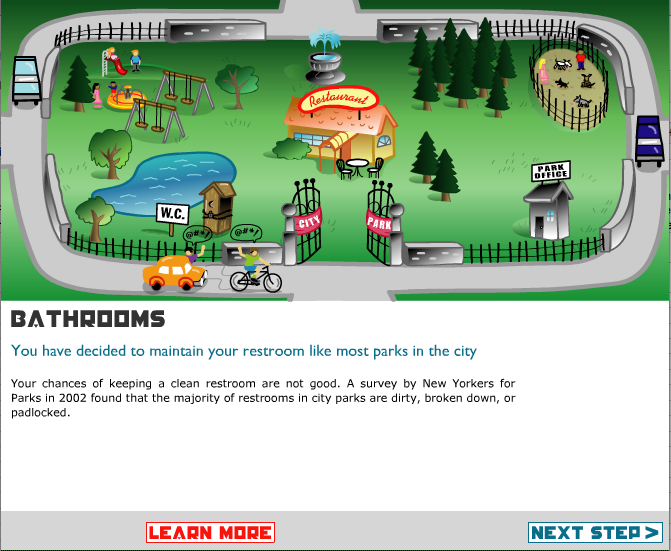 Restaurant
PARK
OFFICE
W.C.
CITY
PARK
@#*!
@#*!
BATHROOMS
You have decided to maintain your restroom like most parks in the city
Your chances of keeping a clean restroom are not good. A survey by New Yorkers for
Parks in 2002 found that the majority of restrooms in city parks are dirty, broken down, or
padlocked.
LEARN MORE
NEXT STEP >